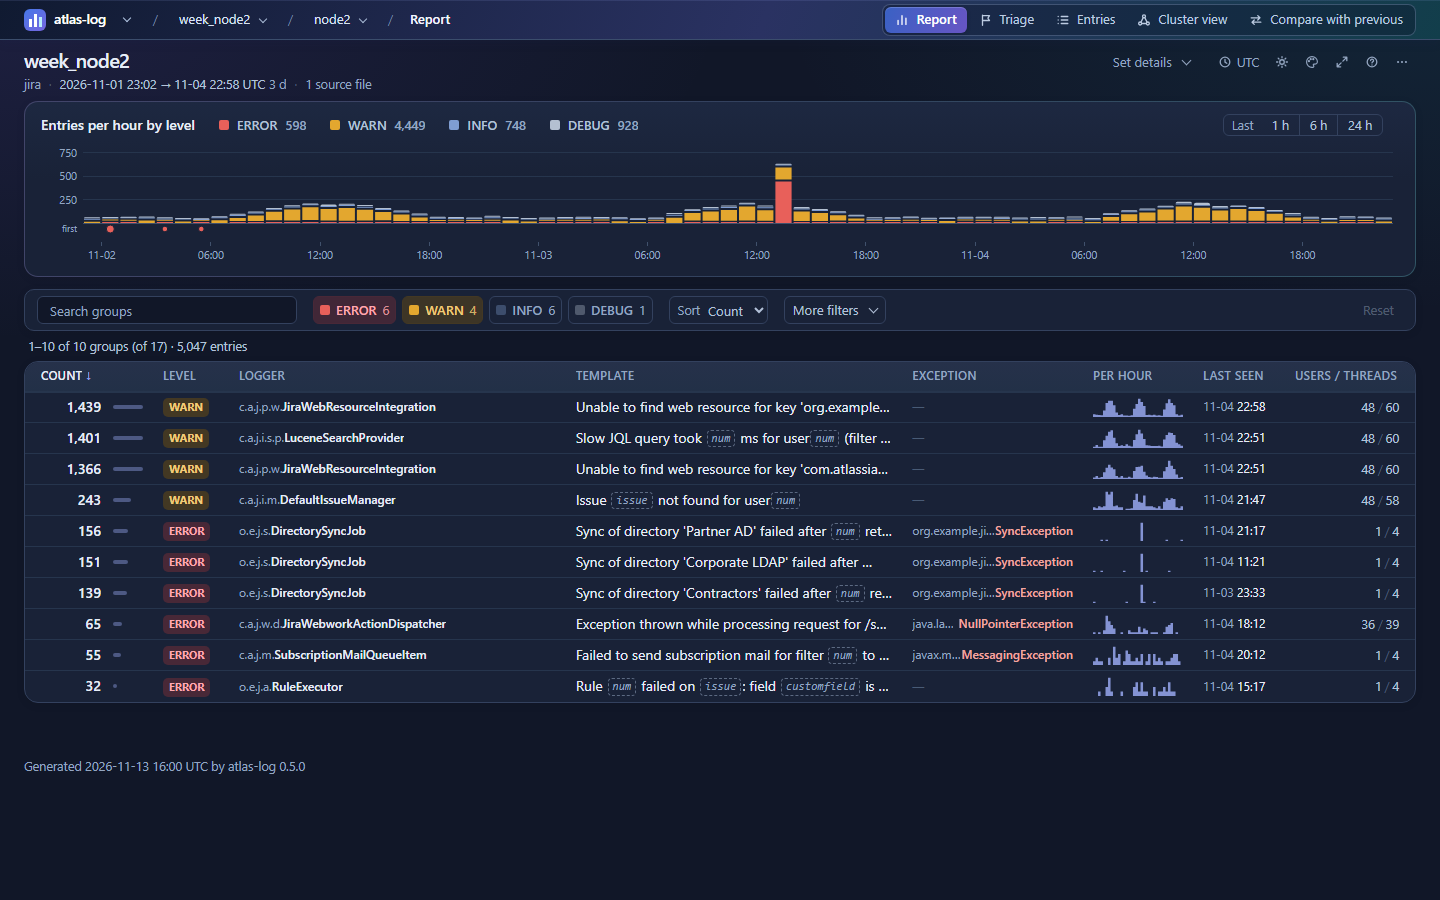 atlas-log / week_node2 / node2 / Report
Report Triage Entries Cluster view Compare with previous
week_node2
Set details UTC
jira · 2026-11-01 23:02 → 11-04 22:58 UTC 3 d · 1 source file
Entries per hour by level ERROR 598 WARN 4,449 INFO 748 DEBUG 928 Last 1 h 6 h 24 h
750
500
250
first
11-02 06:00 12:00 18:00 11-03 06:00 12:00 18:00 11-04 06:00 12:00 18:00
Search groups ERROR 6 WARN 4 INFO 6 DEBUG 1 Sort Count More filters Reset
1–10 of 10 groups (of 17) · 5,047 entries
COUNT ↓ LEVEL LOGGER TEMPLATE EXCEPTION PER HOUR LAST SEEN USERS / THREADS
1,439 WARN c.a.j.p.w.JiraWebResourceIntegration Unable to find web resource for key 'org.example... — 11-04 22:58 48 / 60
1,401 WARN c.a.j.i.s.p.LuceneSearchProvider Slow JQL query took num ms for user num (filter ... — 11-04 22:51 48 / 60
1,366 WARN c.a.j.p.w.JiraWebResourceIntegration Unable to find web resource for key 'com.atlassia... — 11-04 22:51 48 / 60
243 WARN c.a.j.i.m.DefaultIssueManager Issue issue not found for user num — 11-04 21:47 48 / 58
156 ERROR o.e.j.s.DirectorySyncJob Sync of directory 'Partner AD' failed after num ret... org.example.ji...SyncException 11-04 21:17 1 / 4
151 ERROR o.e.j.s.DirectorySyncJob Sync of directory 'Corporate LDAP' failed after ... org.example.ji...SyncException 11-04 11:21 1 / 4
139 ERROR o.e.j.s.DirectorySyncJob Sync of directory 'Contractors' failed after num re... org.example.ji...SyncException 11-03 23:33 1 / 4
65 ERROR c.a.j.w.d.JiraWebworkActionDispatcher Exception thrown while processing request for /s... java.la... NullPointerException 11-04 18:12 36 / 39
55 ERROR c.a.j.m.SubscriptionMailQueueItem Failed to send subscription mail for filter num to ... javax.m...MessagingException 11-04 20:12 1 / 4
32 ERROR o.e.j.a.RuleExecutor Rule num failed on issue: field customfield is ... — 11-04 15:17 1 / 4
Generated 2026-11-13 16:00 UTC by atlas-log 0.5.0